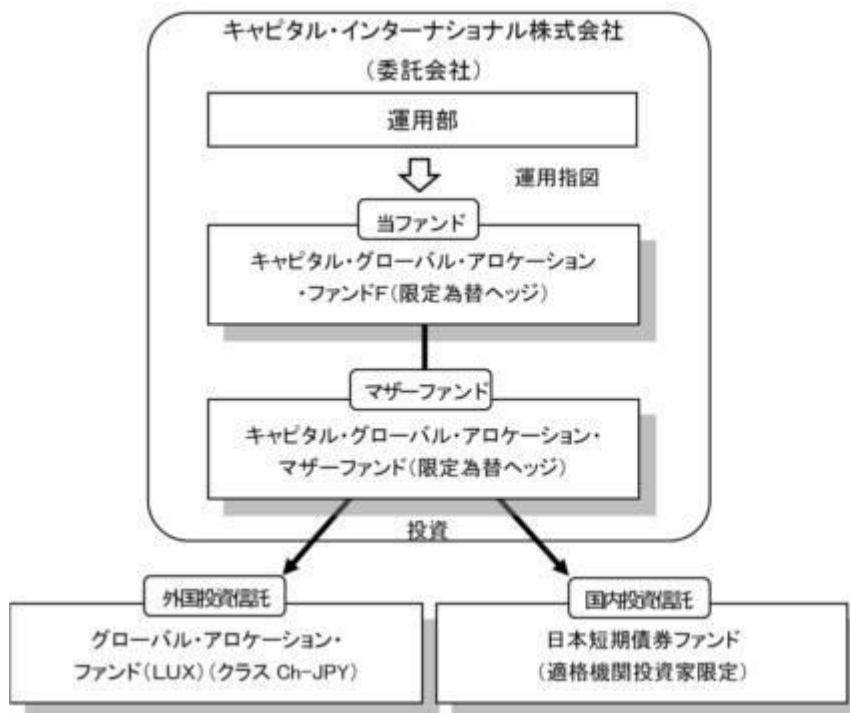 キャピタル・インターナショナル株式会社
（委託会社）
運用部
運用指図
当ファンド
キャピタル・グローバル・アロケーション
・ファンドF（限定為替ヘッジ）
マザーファンド
キャピタル・グローバル・アロケーション・
マザーファンド（限定為替ヘッジ）
投資
外国投資信託
グローバル・アロケーション・
ファンド（LUX）（クラス Ch-JPY）
国内投資信託
日本短期債券ファンド
（適格機関投資家限定）